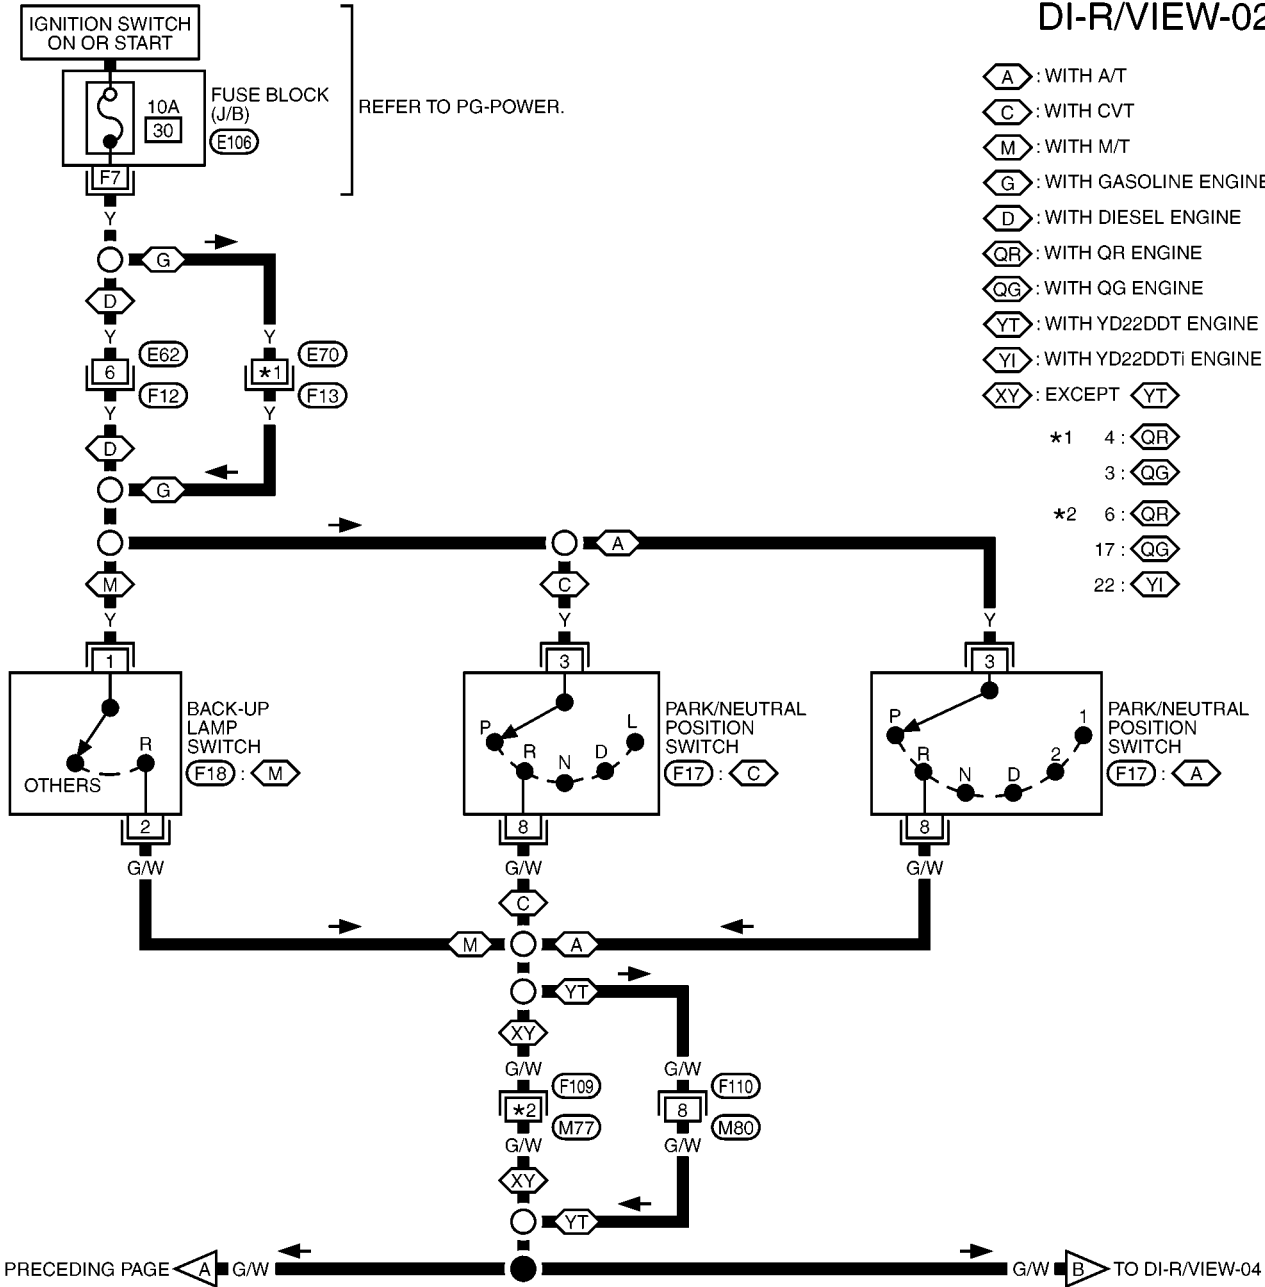 DI-R/VIEW-02
IGNITION SWITCH
ON OR START
10A
30
FUSE BLOCK
(J/B)
E106
REFER TO PG-POWER.
F7
A : WITH A/T
C : WITH CVT
M : WITH M/T
G : WITH GASOLINE ENGINE
D : WITH DIESEL ENGINE
QR : WITH QR ENGINE
QG : WITH QG ENGINE
YT : WITH YD22DDT ENGINE
YI : WITH YD22DDTi ENGINE
XY : EXCEPT YT
*1 4 : QR
3 : QG
*2 6 : QR
17 : QG
22 : YI
Y
G
D
Y Y
6 E62 *1 E70
F12 F13
Y Y
D
G
A
M C
Y Y Y
1 3 3
BACK-UP
LAMP
SWITCH
F18 : M
OTHERS R
PARK/NEUTRAL
POSITION
SWITCH
F17 : C
P R N D L
PARK/NEUTRAL
POSITION
SWITCH
F17 : A
P R N D 2 1
2 8 8
G/W G/W G/W
C
M A
YT
XY
G/W G/W
*2 F109 8 F110
M77 M80
G/W G/W
XY
YT
PRECEDING PAGE A G/W G/W B TO DI-R/VIEW-04